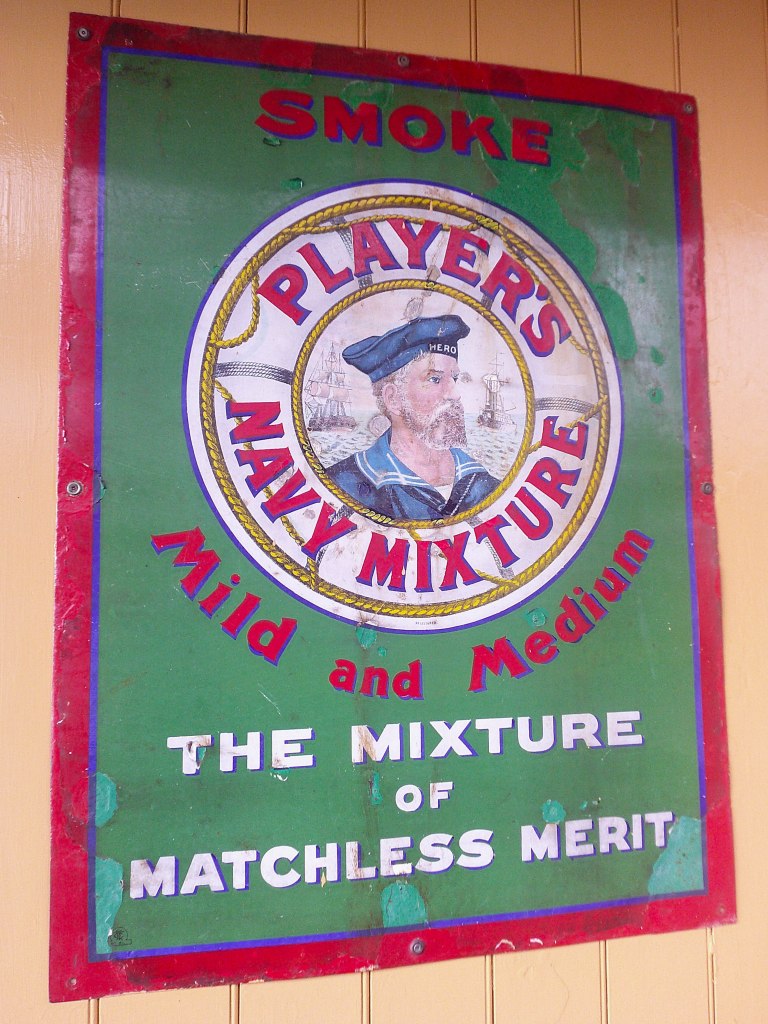 SMOKE
PLAYER'S
HERO
NAVY MIXTURE
Mild and Medium
THE MIXTURE
OF
MATCHLESS MERIT